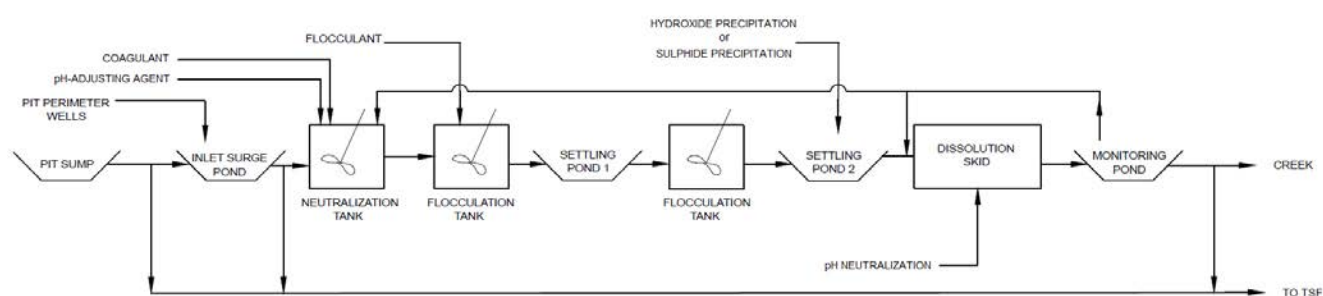 HYDROXIDE PRECIPITATION
or
SULPHIDE PRECIPITATION
FLOCCULANT
COAGULANT
pH-ADJUSTING AGENT
PIT PERIMETER
WELLS
PIT SUMP
INLET SURGE
POND
NEUTRALIZATION
TANK
FLOCCULATION
TANK
SETTLING
POND 1
FLOCCULATION
TANK
SETTLING
POND 2
DISSOLUTION
SKID
MONITORING
POND
CREEK
pH NEUTRALIZATION
TO TSF